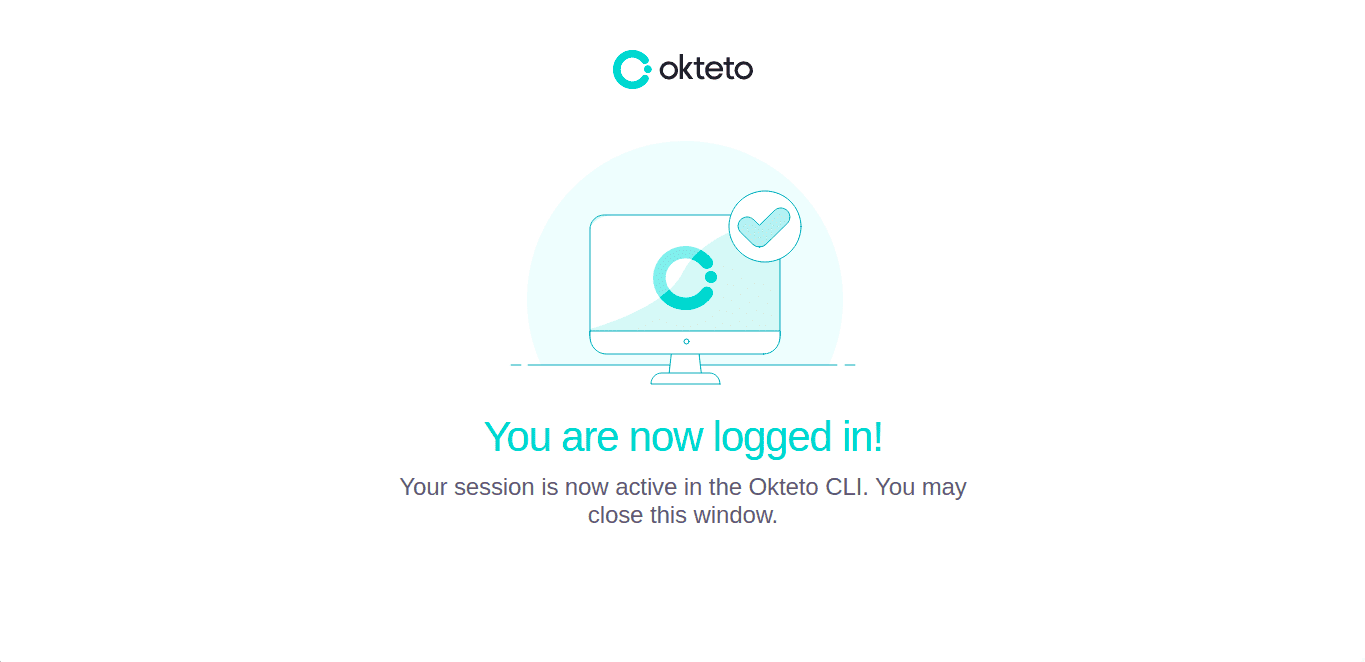 okteto
You are now logged in!
Your session is now active in the Okteto CLI. You may
close this window.